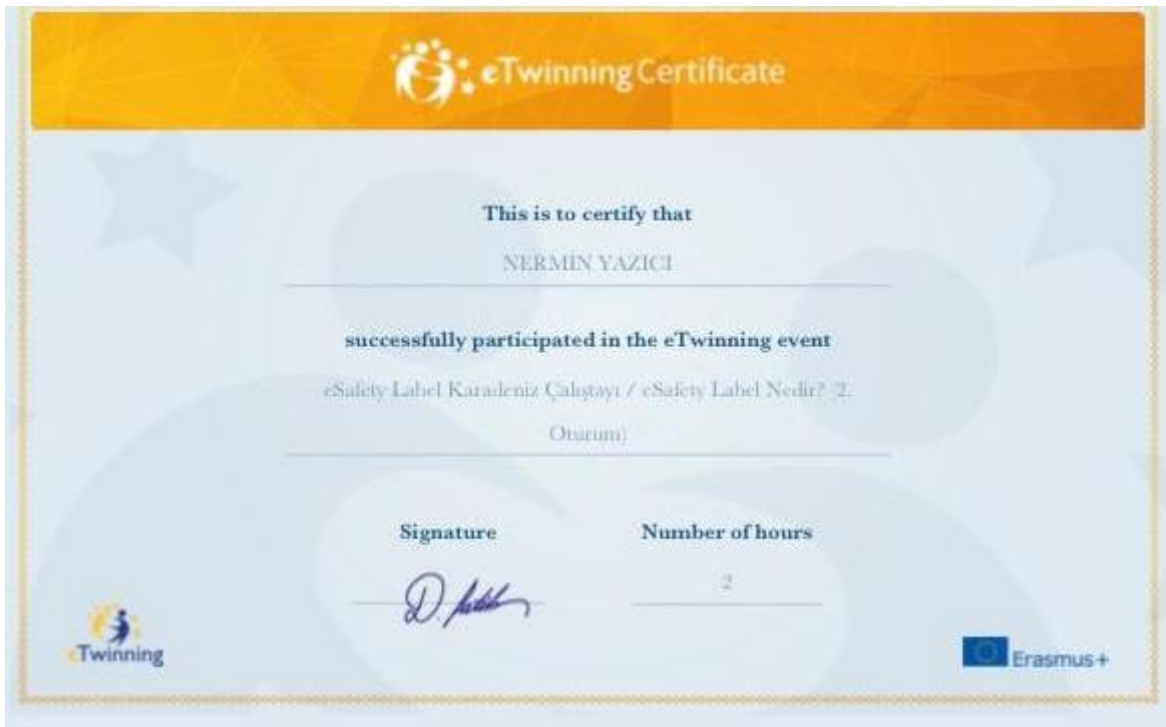 eTwinning Certificate
This is to certify that
NERMİN YAZICI
successfully participated in the eTwinning event
eSafety Label Karadeniz Çalıştayı / eSafety Label Nedir? 2.
Oturum)
Signature
Number of hours
D.
2
eTwinning
Erasmus+